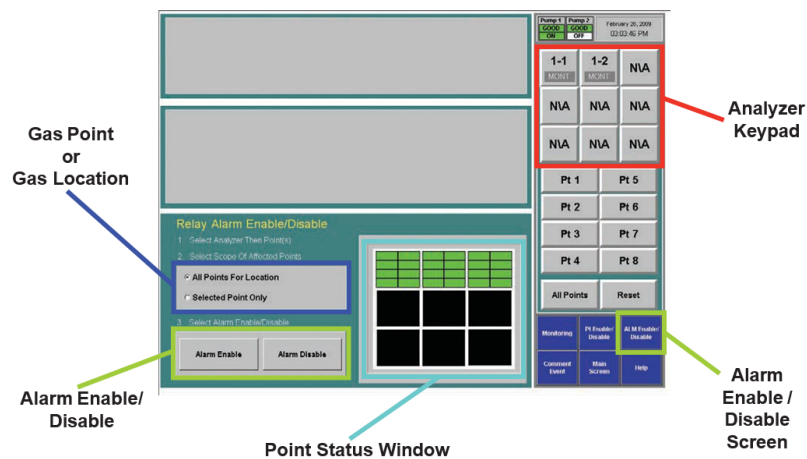 Pump 1 Pump 2
GOOD GOOD
ON OFF
February 26, 2009
03:03:46 PM
1-1 1-2 N\A
MONT MONT
N\A N\A N\A
N\A N\A N\A
Analyzer
Keypad
Gas Point
or
Gas Location
Pt 1 Pt 5
Pt 2 Pt 6
Pt 3 Pt 7
Pt 4 Pt 8
All Points Reset
Relay Alarm Enable/Disable
1. Select Analyzer Then Point(s)
2. Select Scope Of Affected Points
All Points For Location
Selected Point Only
3. Select Alarm Enable/Disable
Alarm Enable Alarm Disable
Monitoring Pt Enable/ ALM Enable/
Disable Disable
Comment Main Help
Event Screen
Alarm Enable/
Disable
Point Status Window
Alarm
Enable /
Disable
Screen